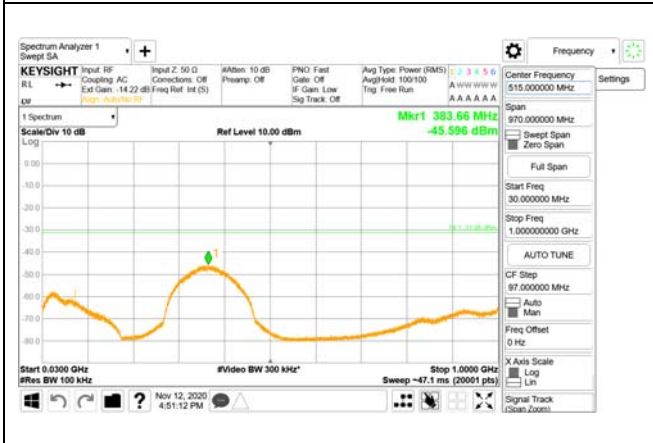 Spectrum Analyzer 1
Swept SA
+
Frequency
KEYSIGHT
RL
Input: RF
Coupling: AC
Ext Gain: -14.22 dB
Align: Auto/No RF
Input Z: 50 Ω
Corrections: Off
Freq Ref: Int (S)
#Atten: 10 dB
Preamp: Off
PNO: Fast
Gate: Off
IF Gain: Low
Sig Track: Off
Avg Type: Power (RMS)
Avg|Hold: 100/100
Trig: Free Run
1 2 3 4 5 6
A W W W W W
A A A A A A
1 Spectrum
Scale/Div 10 dB
Log
Ref Level 10.00 dBm
Mkr1 383.66 MHz
-45.596 dBm
0.00
-10.0
-20.0
-30.0
-40.0
-50.0
-60.0
-70.0
-80.0
1
Start 0.0300 GHz
#Res BW 100 kHz
#Video BW 300 kHz*
Stop 1.0000 GHz
Sweep ~47.1 ms (20001 pts)
Center Frequency
515.000000 MHz
Settings
Span
970.000000 MHz
Swept Span
Zero Span
Full Span
Start Freq
30.000000 MHz
Stop Freq
1.000000000 GHz
AUTO TUNE
CF Step
97.000000 MHz
Auto
Man
Freq Offset
0 Hz
X Axis Scale
Log
Lin
Signal Track
(Span Zoom)
?
Nov 12, 2020
4:51:12 PM